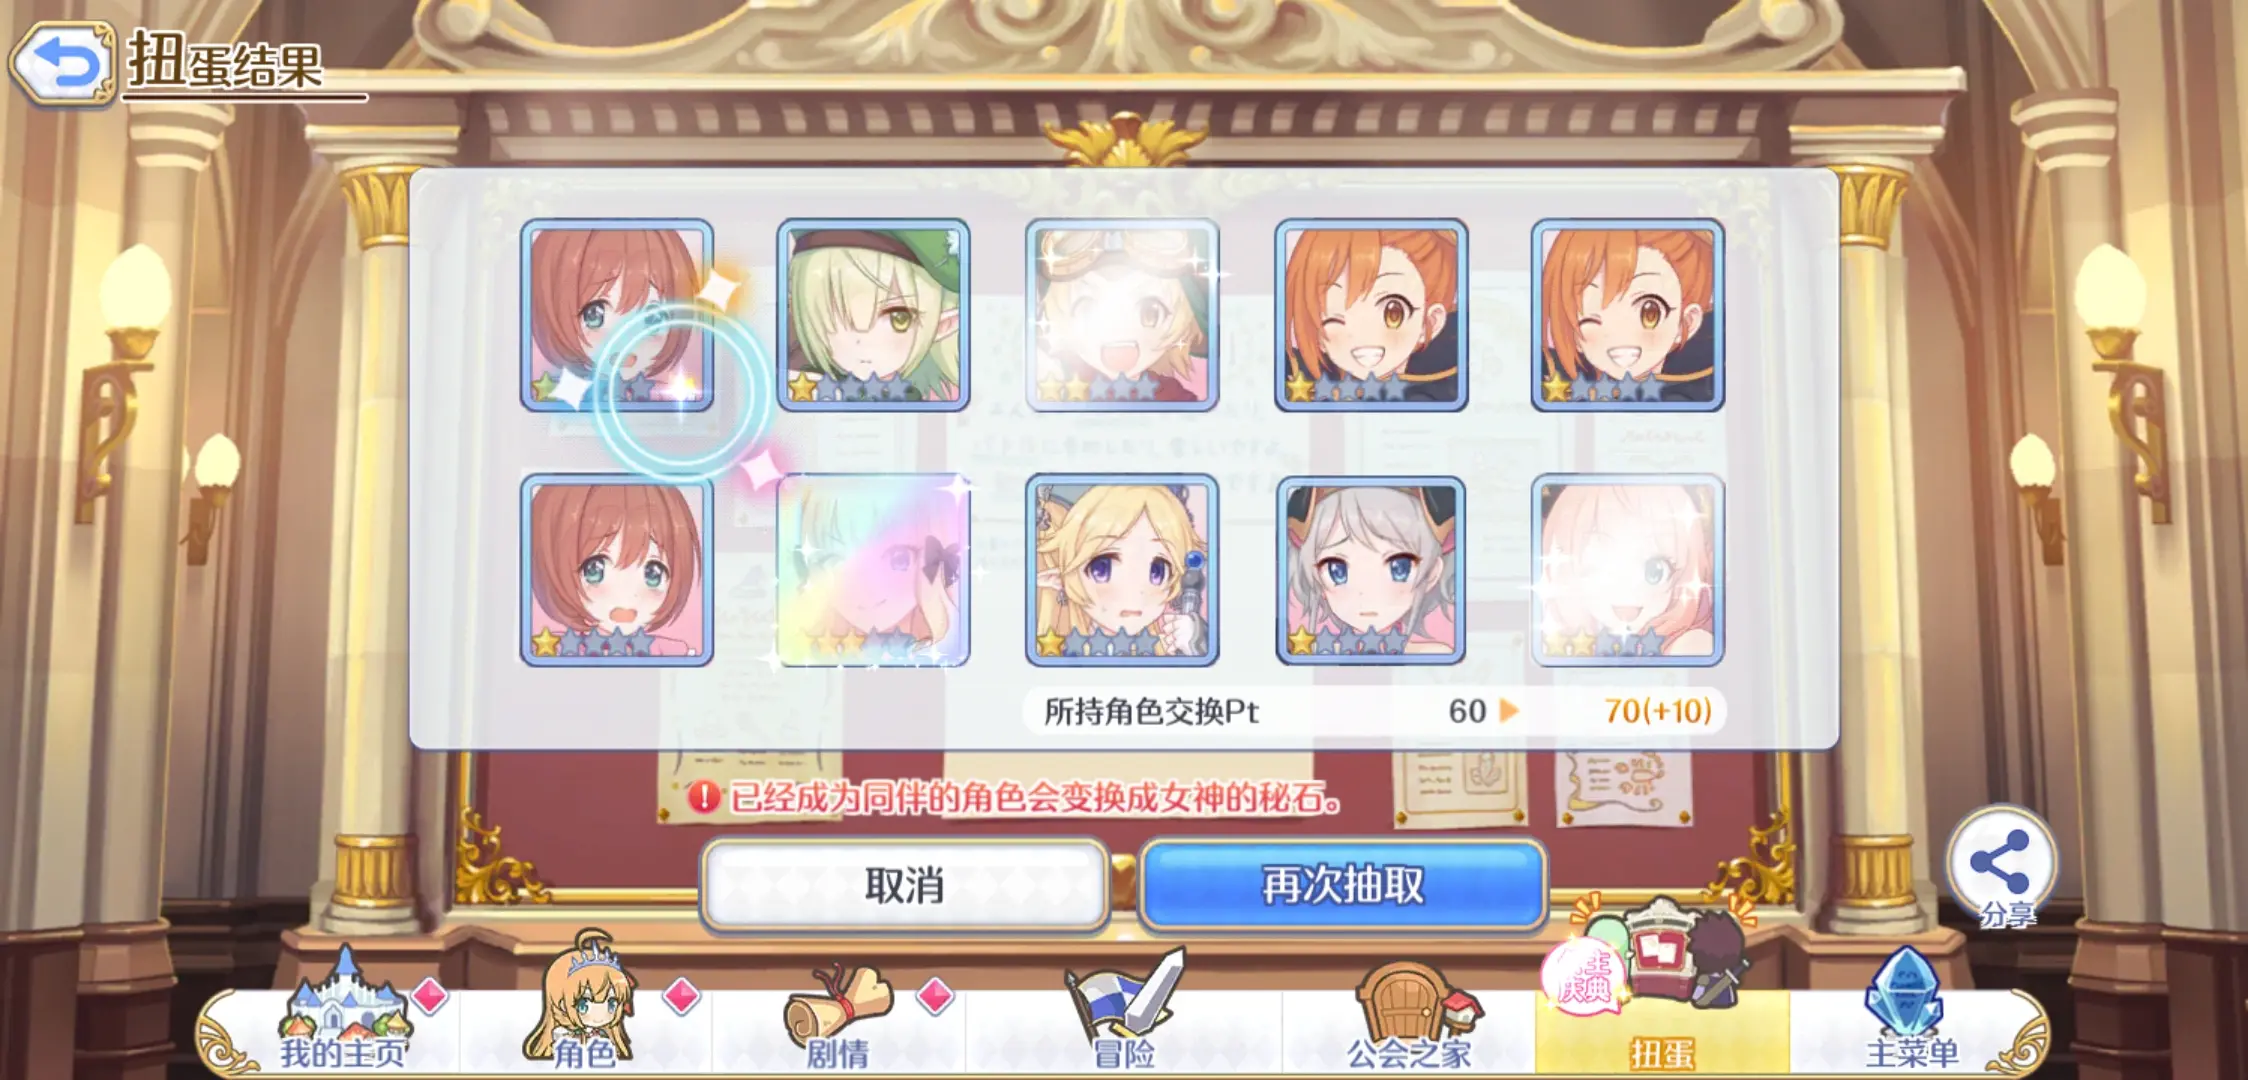 扭蛋结果
所持角色交换Pt 60 70(+10)
已经成为同伴的角色会变换成女神的秘石。
取消
再次抽取
分享
我的主页
角色
剧情
冒险
公会之家
扭蛋
主菜单